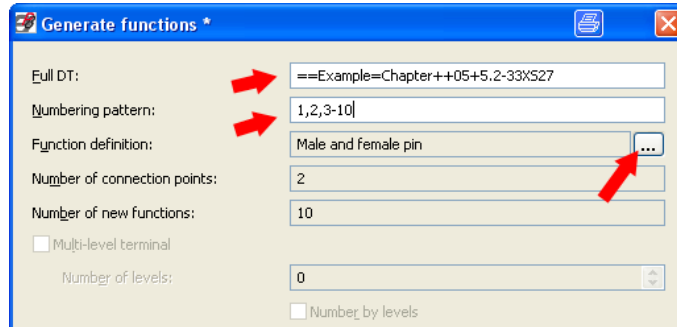 Generate functions *
Full DT: ==Example=Chapter++05+5.2-33XS27
Numbering pattern: 1,2,3-10
Function definition: Male and female pin ...
Number of connection points: 2
Number of new functions: 10
Multi-level terminal
Number of levels: 0
Number by levels